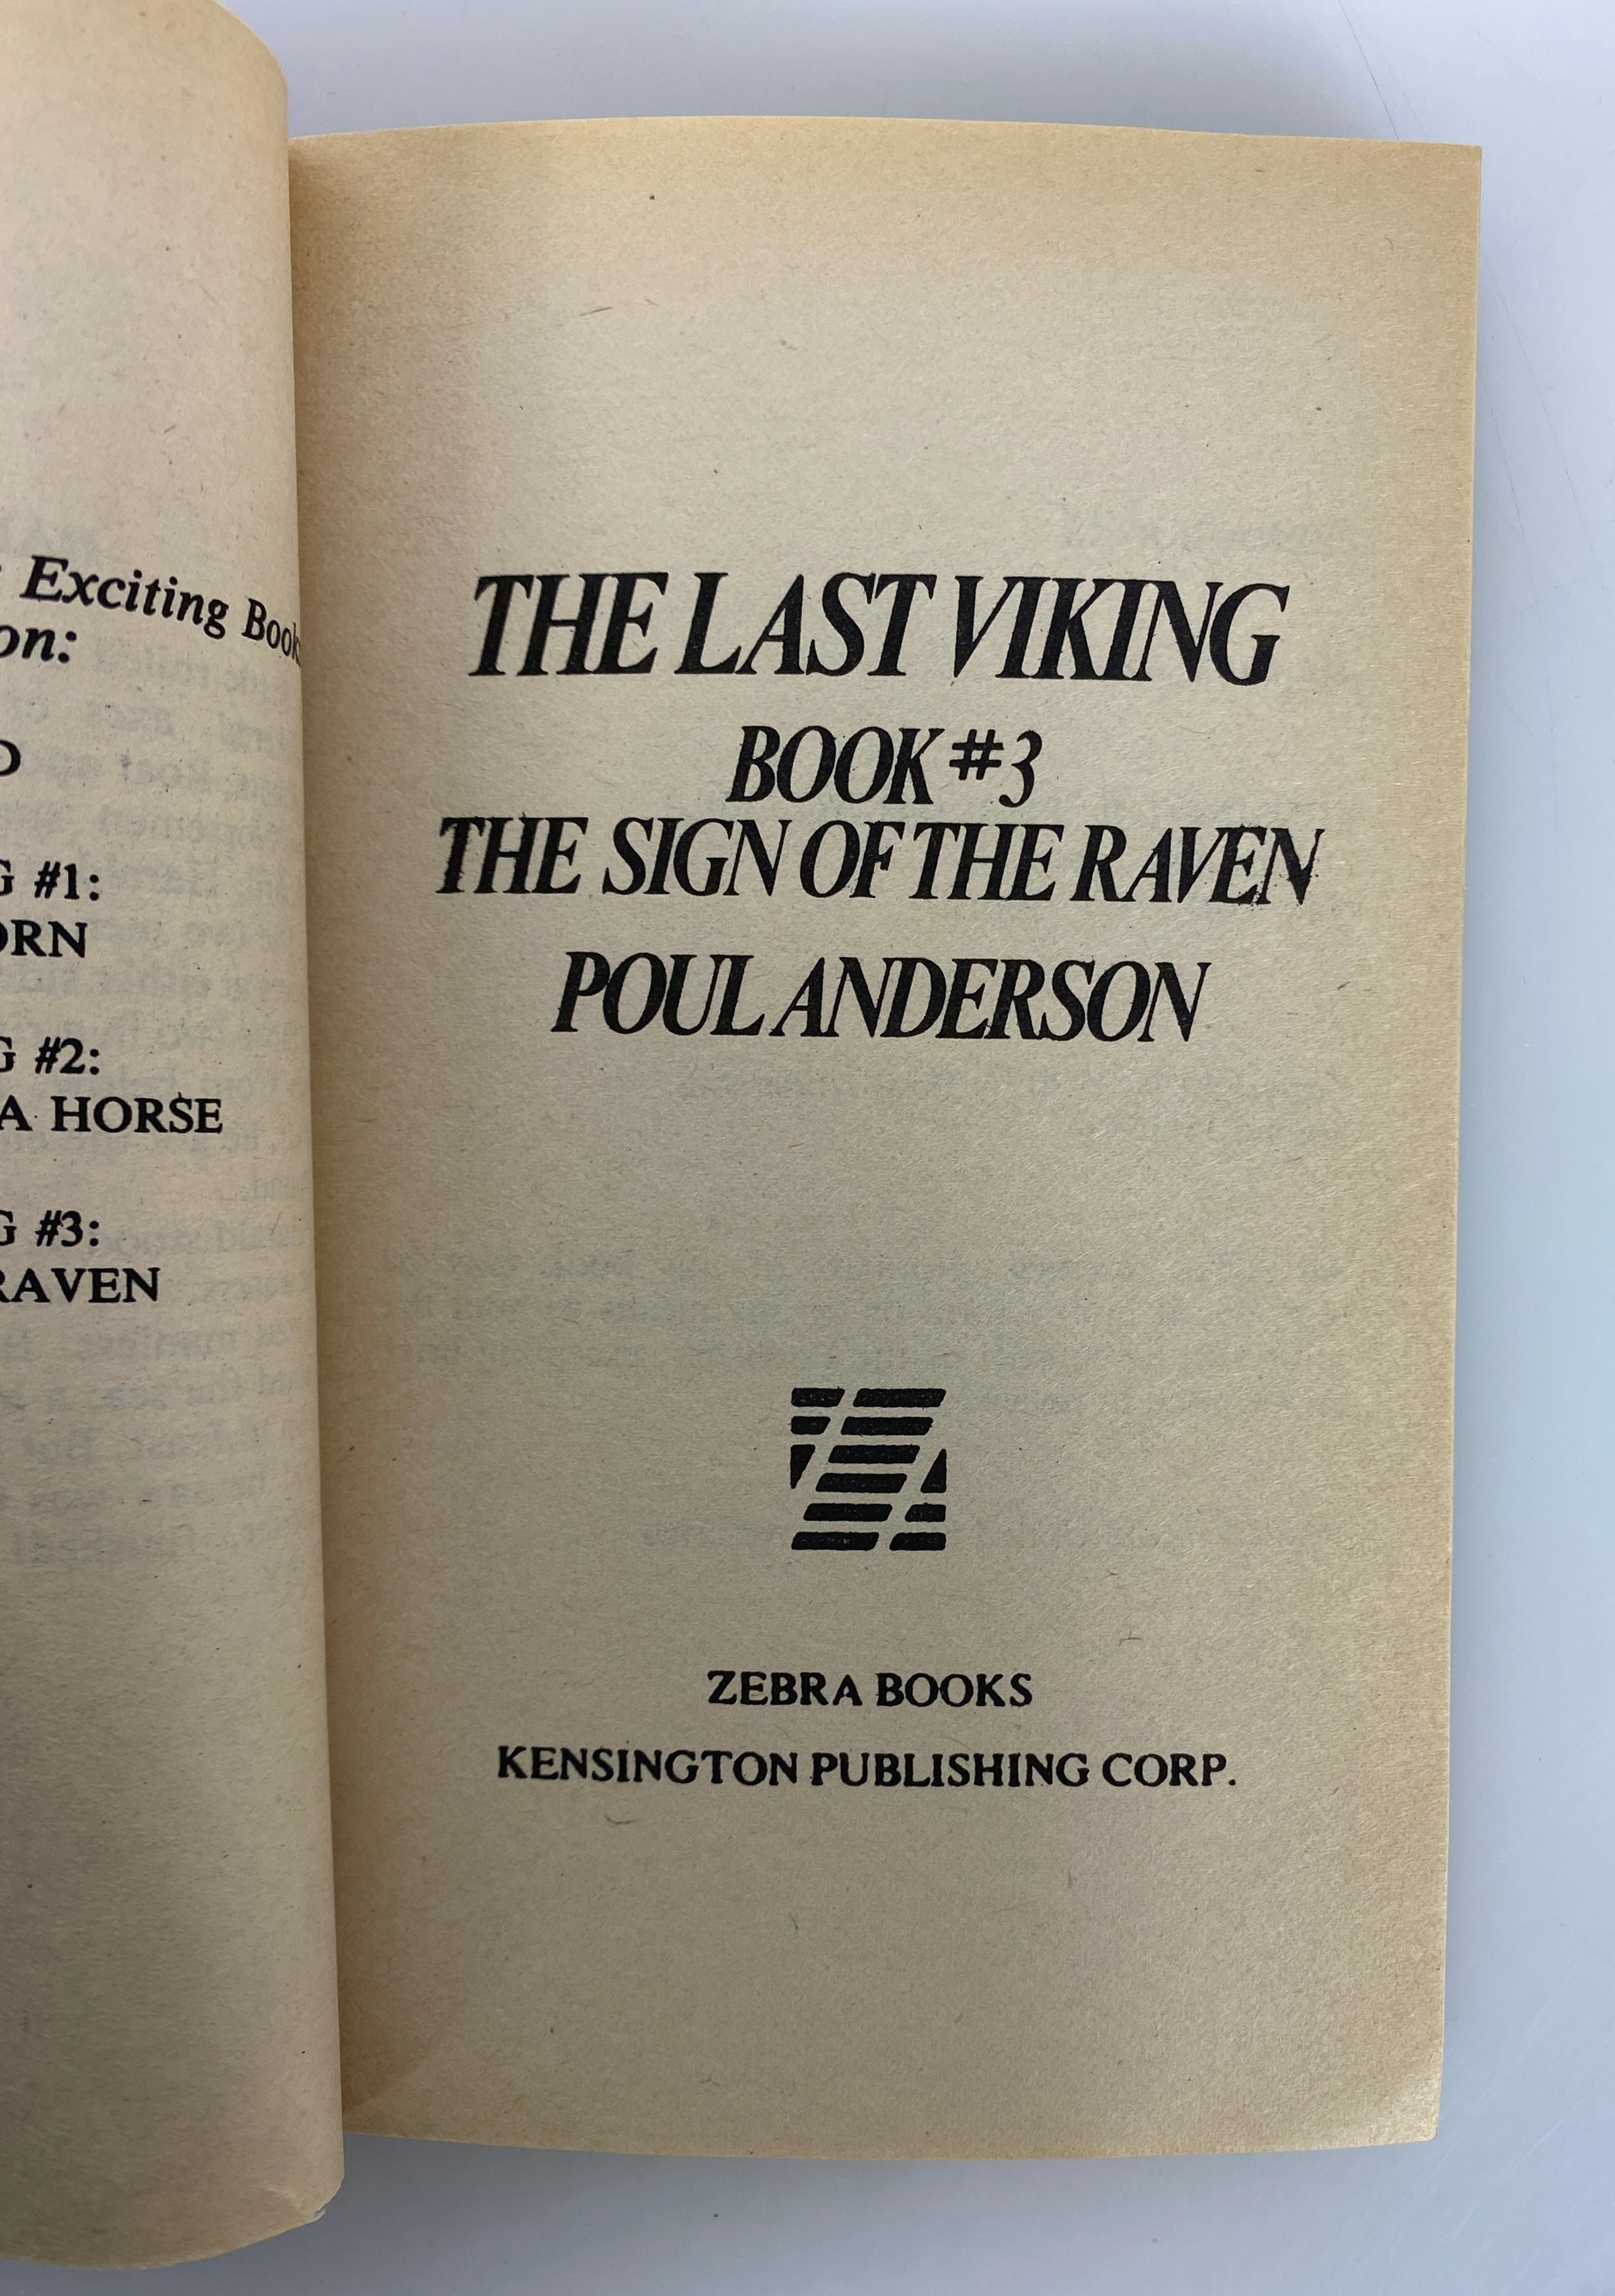 Exciting Book
on:
D
G #1:
ORN
G #2:
A HORSE
G #3:
RAVEN
THE LAST VIKING
BOOK #3
THE SIGN OF THE RAVEN
POUL ANDERSON
ZEBRA BOOKS
KENSINGTON PUBLISHING CORP.